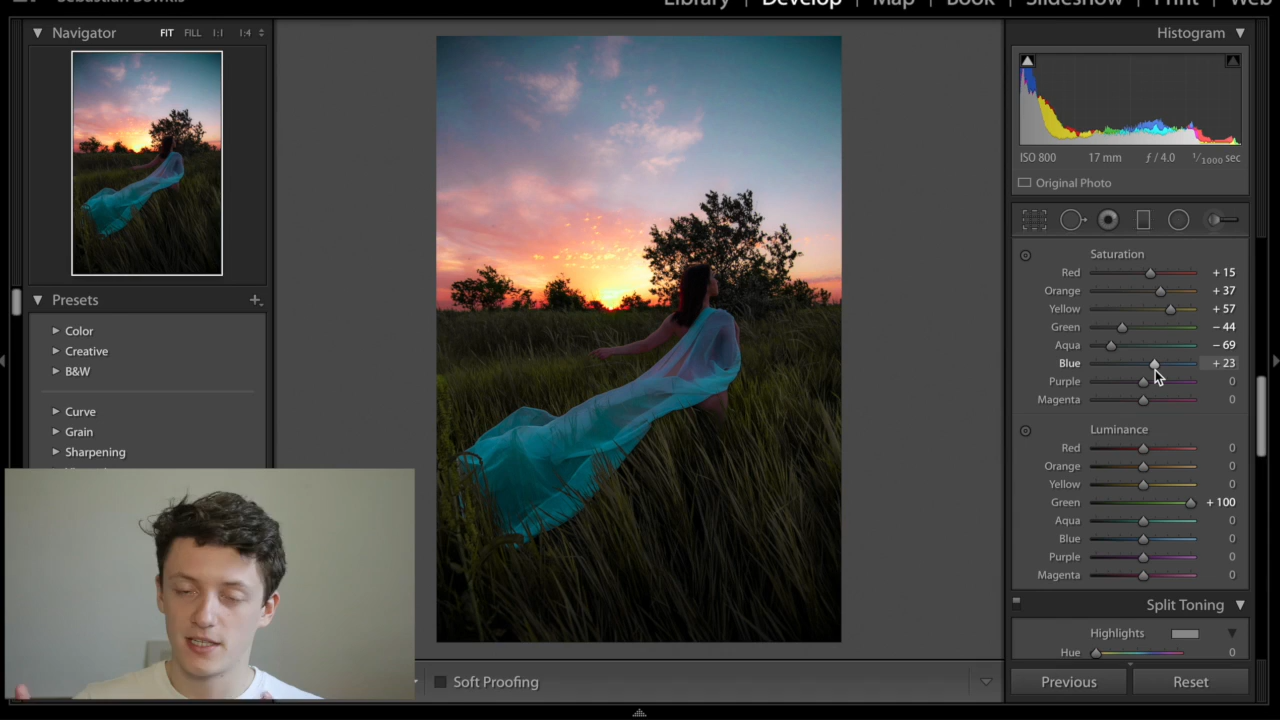 Library | Develop | Map | Book | Slideshow | Print | Web
Navigator FIT FILL 1:1 1:4
Histogram
ISO 800 17 mm ƒ / 4.0 1/1000 sec
Original Photo
Saturation
Red + 15
Orange + 37
Yellow + 57
Green − 44
Aqua − 69
Blue + 23
Purple 0
Magenta 0
Luminance
Red 0
Orange 0
Yellow 0
Green + 100
Aqua 0
Blue 0
Purple 0
Magenta 0
Split Toning
Highlights
Hue 0
Previous Reset
Presets +
Color
Creative
B&W
Curve
Grain
Sharpening
Soft Proofing